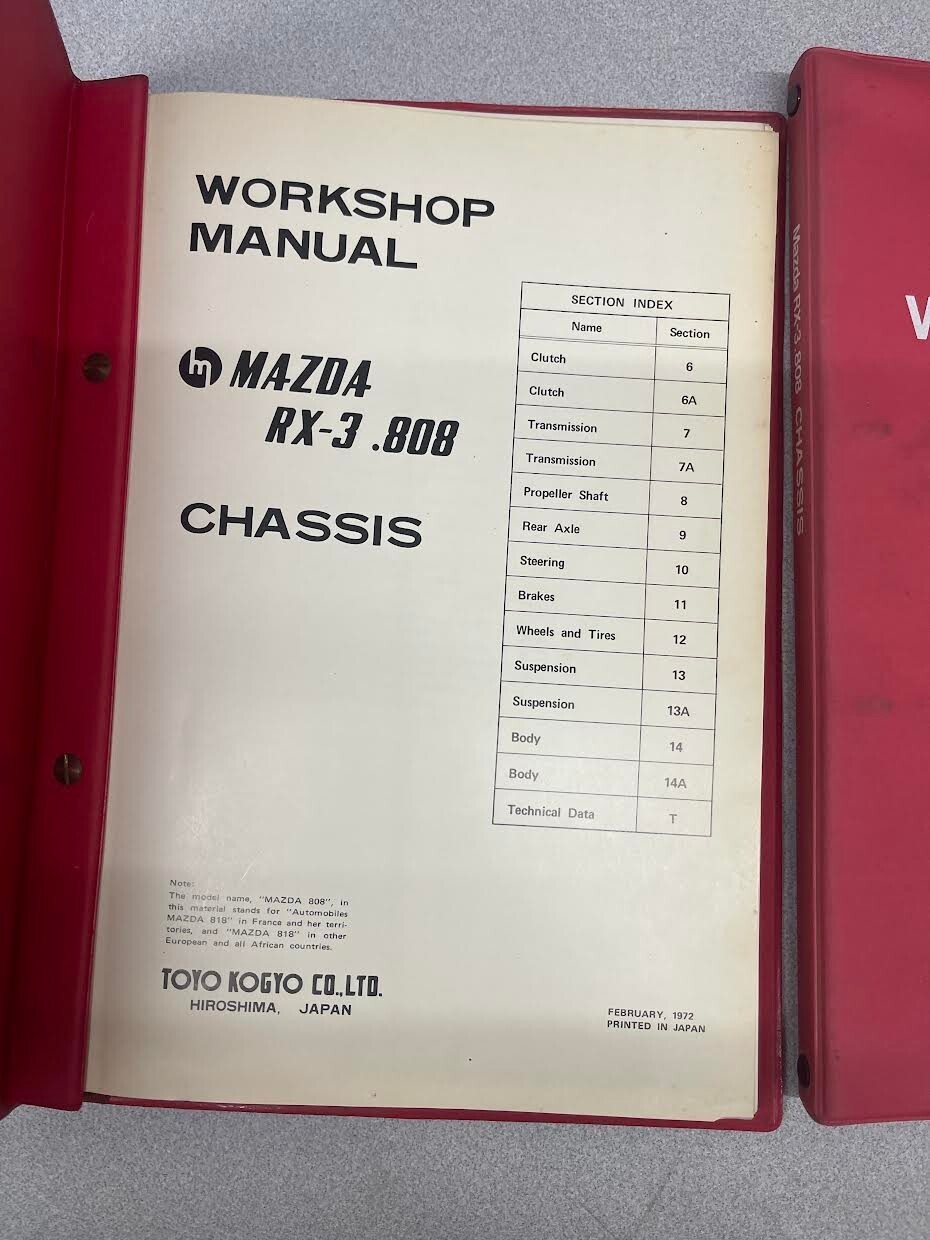 WORKSHOP
MANUAL
MAZDA
RX-3 .808
CHASSIS
SECTION INDEX
Name Section
Clutch 6
Clutch 6A
Transmission 7
Transmission 7A
Propeller Shaft 8
Rear Axle 9
Steering 10
Brakes 11
Wheels and Tires 12
Suspension 13
Suspension 13A
Body 14
Body 14A
Technical Data T
Note:
The model name, "MAZDA 808", in
this material stands for "Automobiles
MAZDA 818" in France and her terri-
tories, and "MAZDA 818" in other
European and all African countries.
TOYO KOGYO CO.,LTD.
HIROSHIMA, JAPAN
FEBRUARY, 1972
PRINTED IN JAPAN
Mazda RX-3 808 CHASSIS